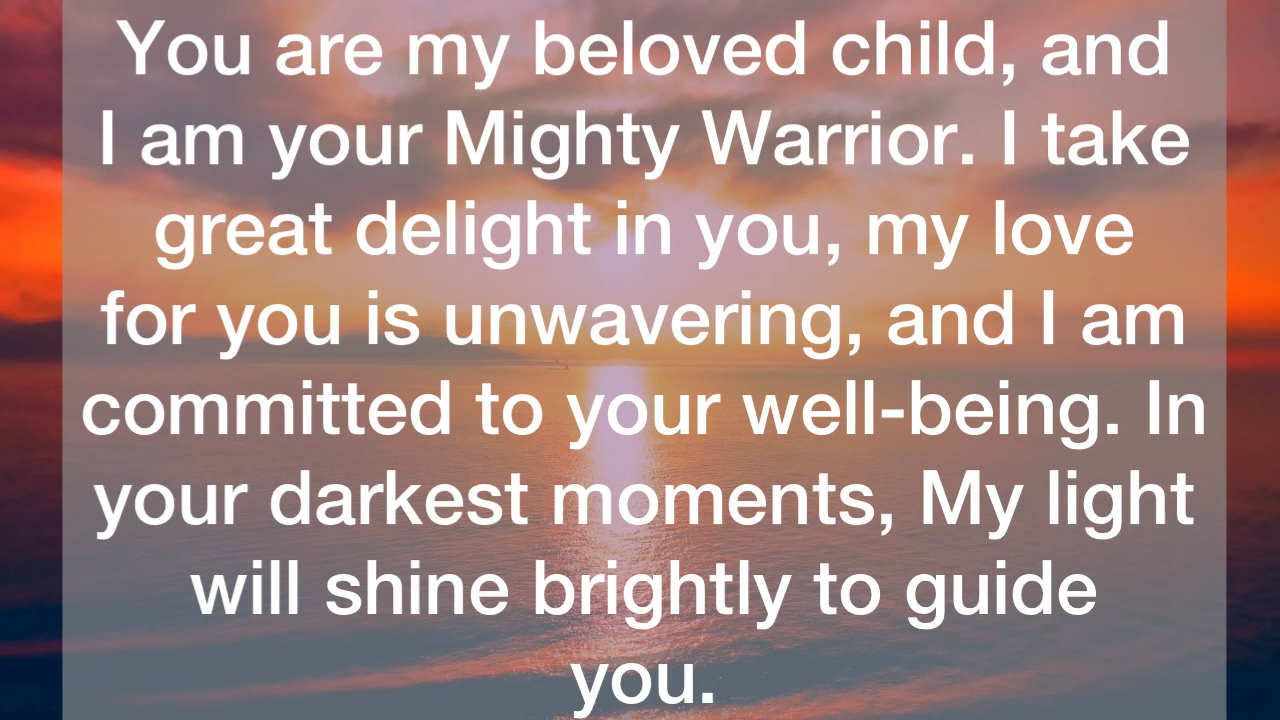 You are my beloved child, and
I am your Mighty Warrior. I take
great delight in you, my love
for you is unwavering, and I am
committed to your well-being. In
your darkest moments, My light
will shine brightly to guide
you.